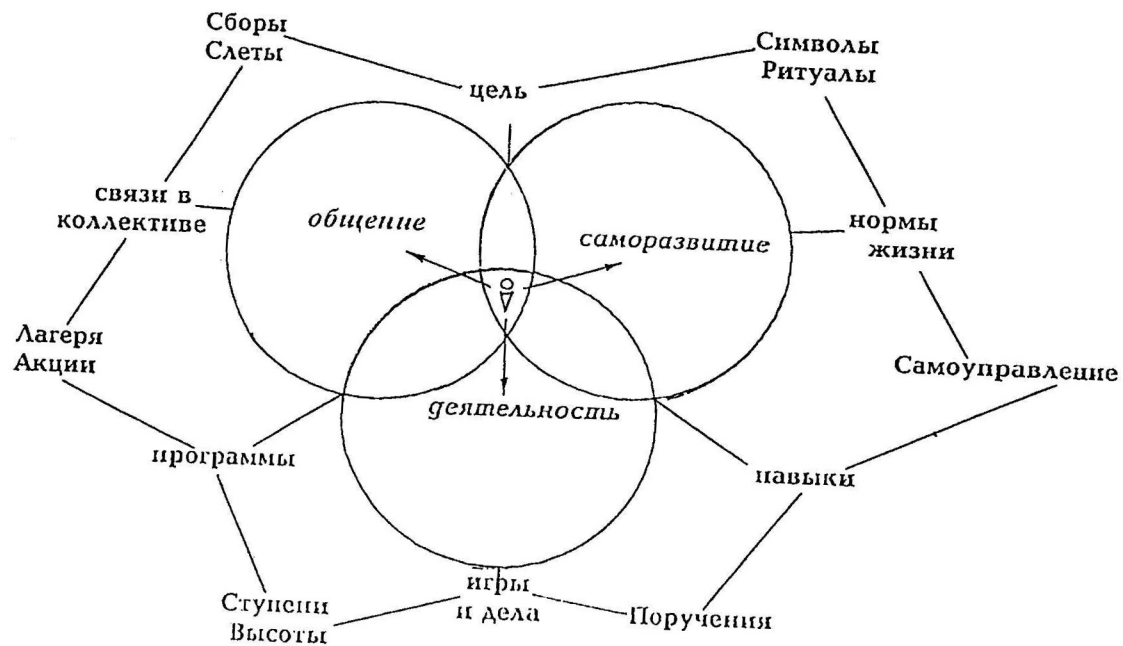 Сборы
Слеты
Символы
Ритуалы
цель
связи в
коллективе
общение
саморазвитие
нормы
жизни
Лагеря
Акции
Самоуправление
деятельность
программы
навыки
игры
и дела
Ступени
Высоты
Поручения